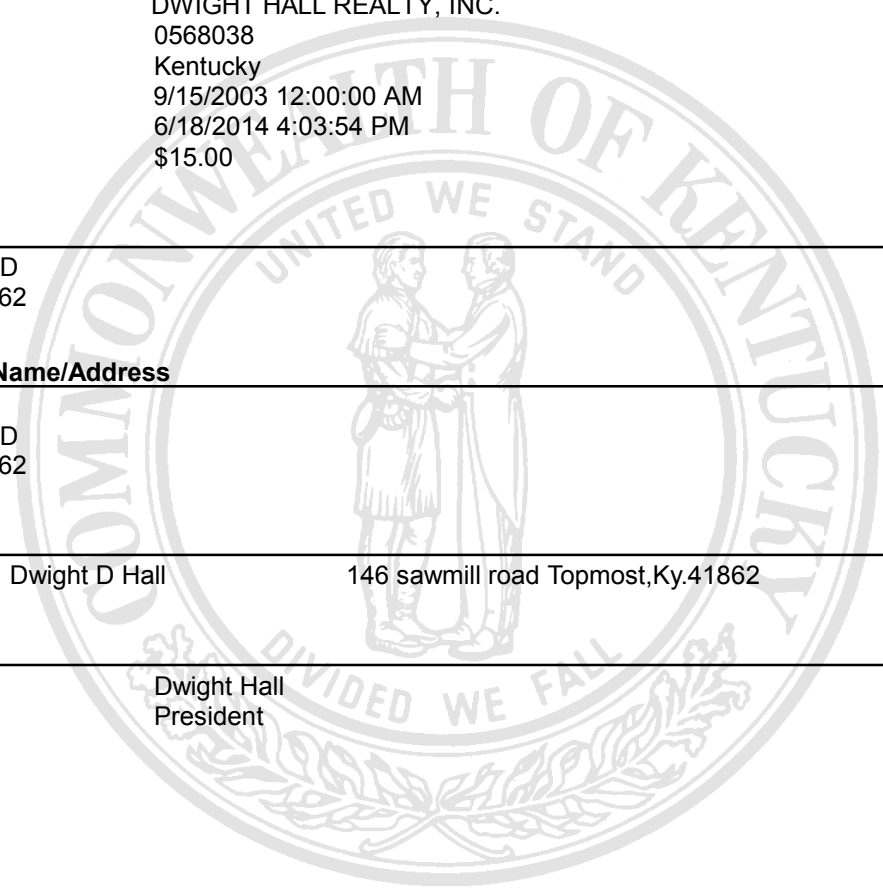 DWIGHT HALL REALTY, INC.
0568038
Kentucky
9/15/2003 12:00:00 AM
6/18/2014 4:03:54 PM
$15.00
D
62
Name/Address
D
62
Dwight D Hall 146 sawmill road Topmost,Ky.41862
Dwight Hall
President
COMMONWEALTH OF KENTUCKY
UNITED WE STAND
DIVIDED WE FALL